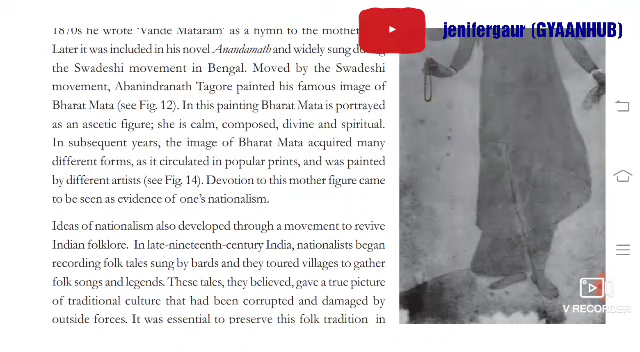 1870s he wrote 'Vande Mataram' as a hymn to the mother
Later it was included in his novel Anandamath and widely sung during
the Swadeshi movement in Bengal. Moved by the Swadeshi
movement, Abanindranath Tagore painted his famous image of
Bharat Mata (see Fig. 12). In this painting Bharat Mata is portrayed
as an ascetic figure; she is calm, composed, divine and spiritual.
In subsequent years, the image of Bharat Mata acquired many
different forms, as it circulated in popular prints, and was painted
by different artists (see Fig. 14). Devotion to this mother figure came
to be seen as evidence of one's nationalism.
Ideas of nationalism also developed through a movement to revive
Indian folklore. In late-nineteenth-century India, nationalists began
recording folk tales sung by bards and they toured villages to gather
folk songs and legends. These tales, they believed, gave a true picture
of traditional culture that had been corrupted and damaged by
outside forces. It was essential to preserve this folk tradition in
jenifergaur (GYAANHUB)
V RECORDER